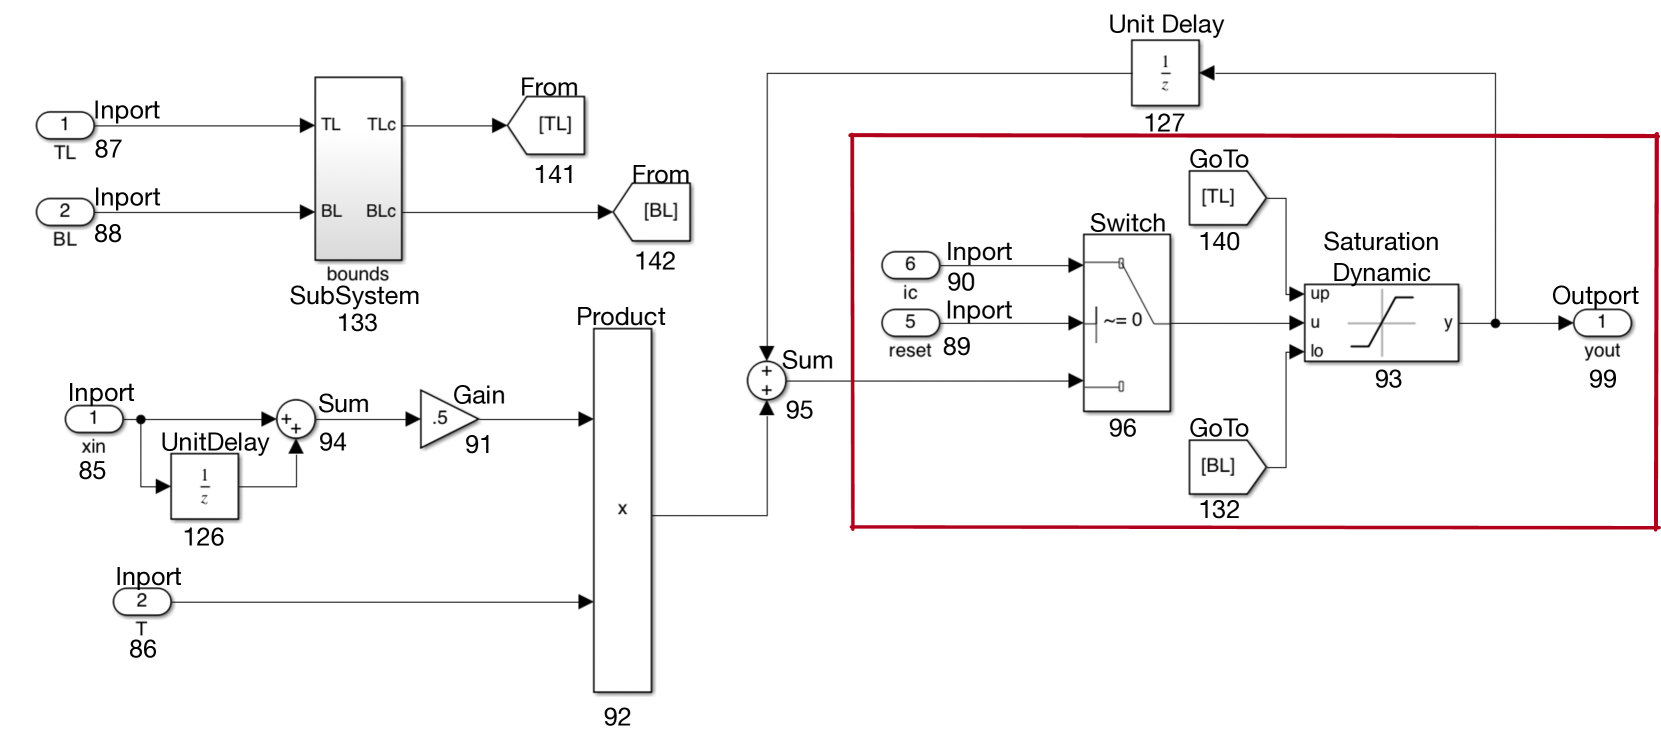 Unit Delay
1
z
127
Inport
1
TL
87
Inport
2
BL
88
TL
TLc
BL
BLc
bounds
SubSystem
133
From
[TL]
141
From
[BL]
142
Inport
1
xin
85
UnitDelay
1
z
126
+
+
Sum
94
Gain
.5
91
Inport
2
T
86
Product
x
92
+
+
Sum
95
Inport
6
90
ic
Inport
5
reset
89
Switch
~= 0
96
GoTo
[TL]
140
GoTo
[BL]
132
Saturation
Dynamic
up
u
y
lo
93
Outport
1
yout
99